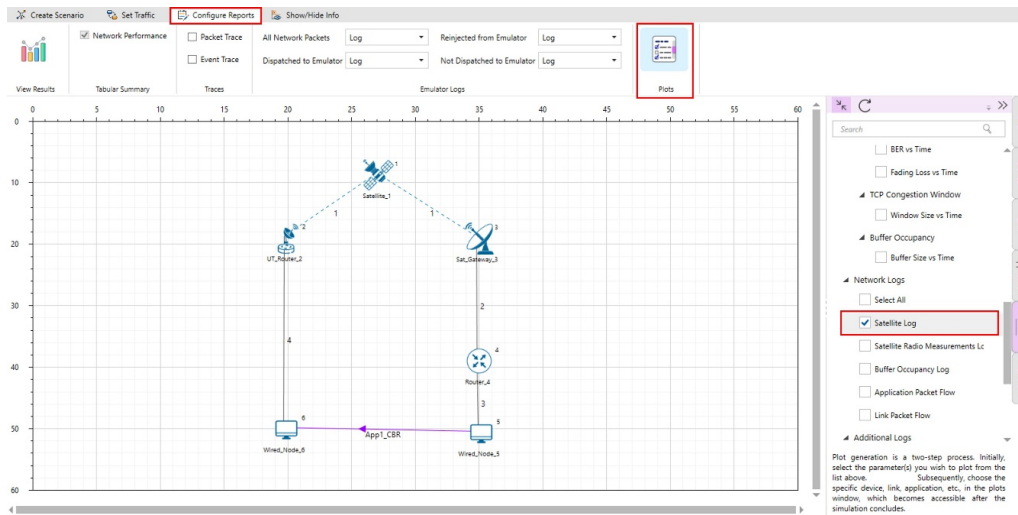 Create Scenario Set Traffic Configure Reports Show/Hide Info
Network Performance Packet Trace All Network Packets Log Reinjected from Emulator Log
Event Trace Dispatched to Emulator Log Not Dispatched to Emulator Log
View Results Tabular Summary Traces Emulator Logs Plots
0 5 10 15 20 25 30 35 40 45 50 55 60
0
10
20
30
40
50
60
1
Satellite_1
1
1
2
UT_Router_2
3
Sat_Gateway_3
2
4
4
Router_4
3
6
App1_CBR
5
Wired_Node_6
Wired_Node_5
Search
BER vs Time
Fading Loss vs Time
TCP Congestion Window
Window Size vs Time
Buffer Occupancy
Buffer Size vs Time
Network Logs
Select All
Satellite Log
Satellite Radio Measurements Lc
Buffer Occupancy Log
Application Packet Flow
Link Packet Flow
Additional Logs
Plot generation is a two-step process. Initially,
select the parameter(s) you wish to plot from the
list above. Subsequently, choose the
specific device, link, application, etc., in the plots
window, which becomes accessible after the
simulation concludes.